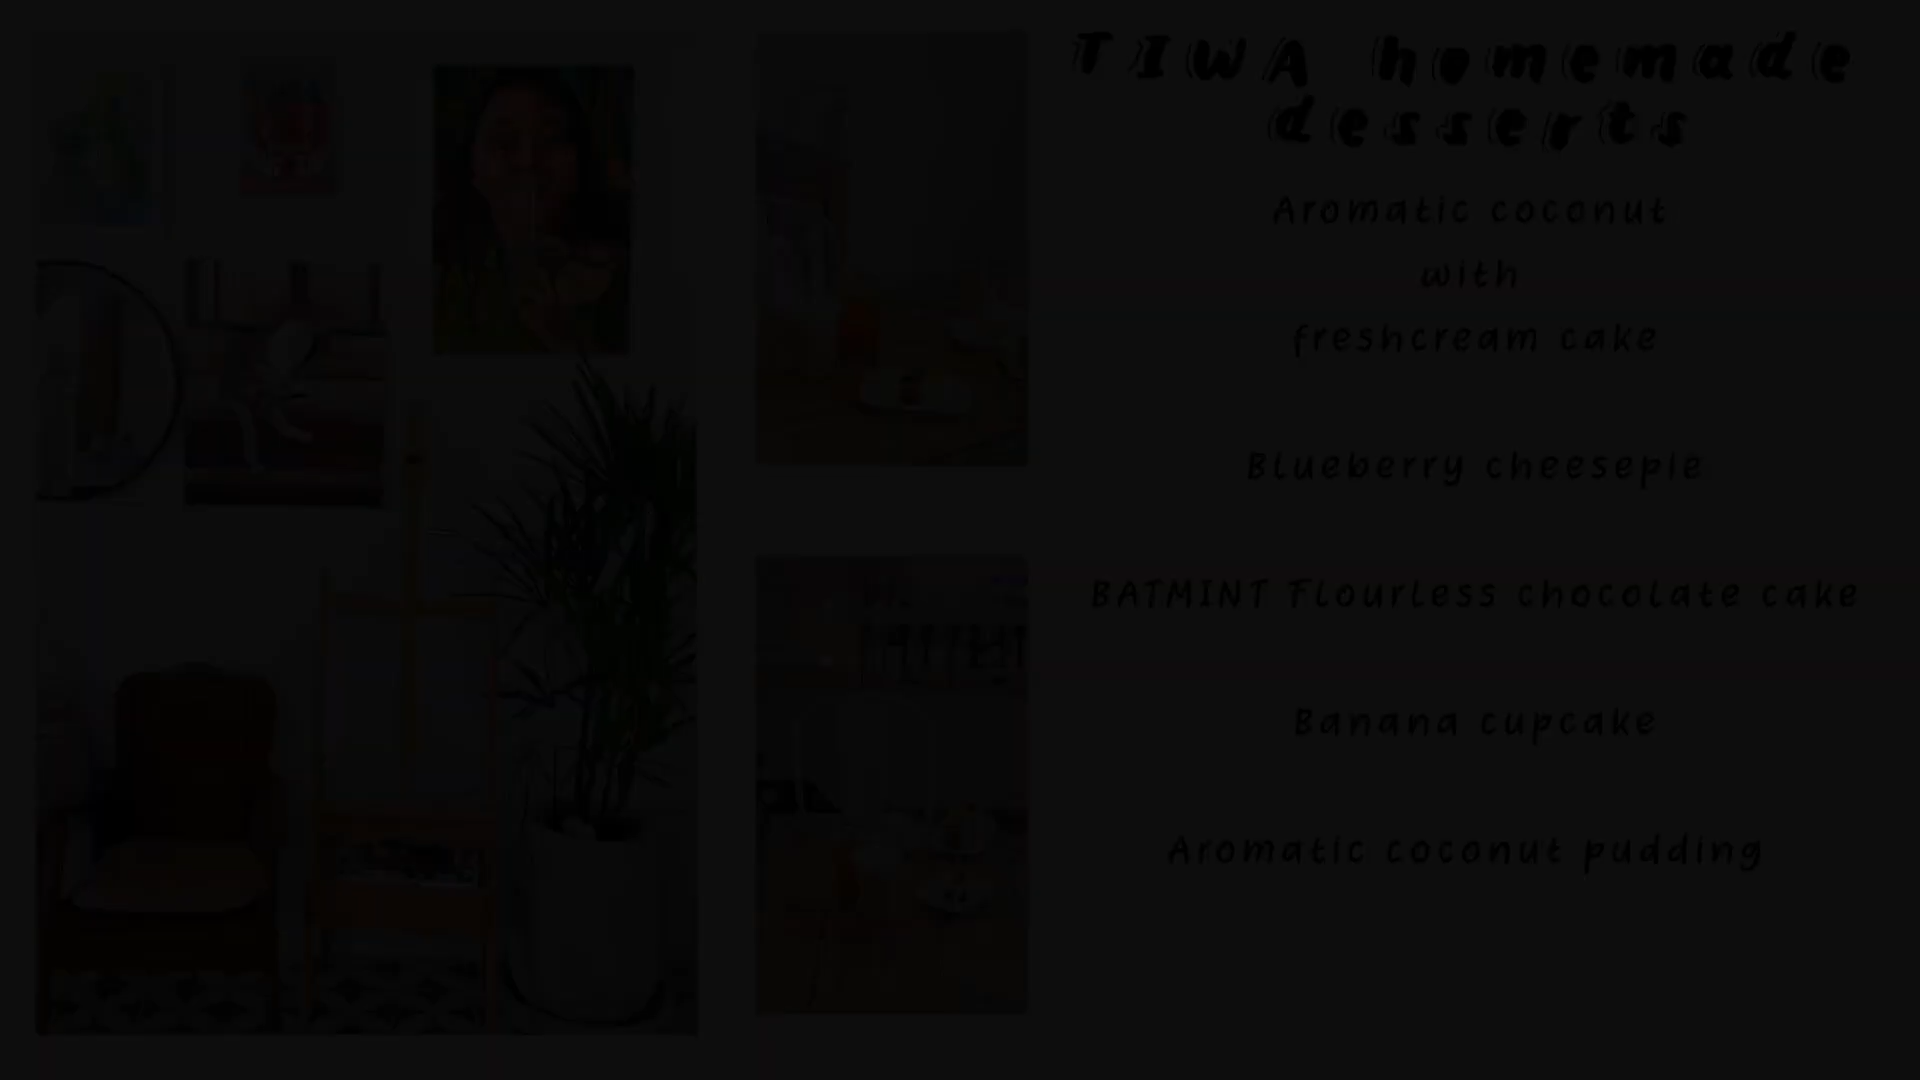 TIWA homemade
desserts
Aromatic coconut
with
freshcream cake
Blueberry cheesepie
BATMINT Flourless chocolate cake
Banana cupcake
Aromatic coconut pudding